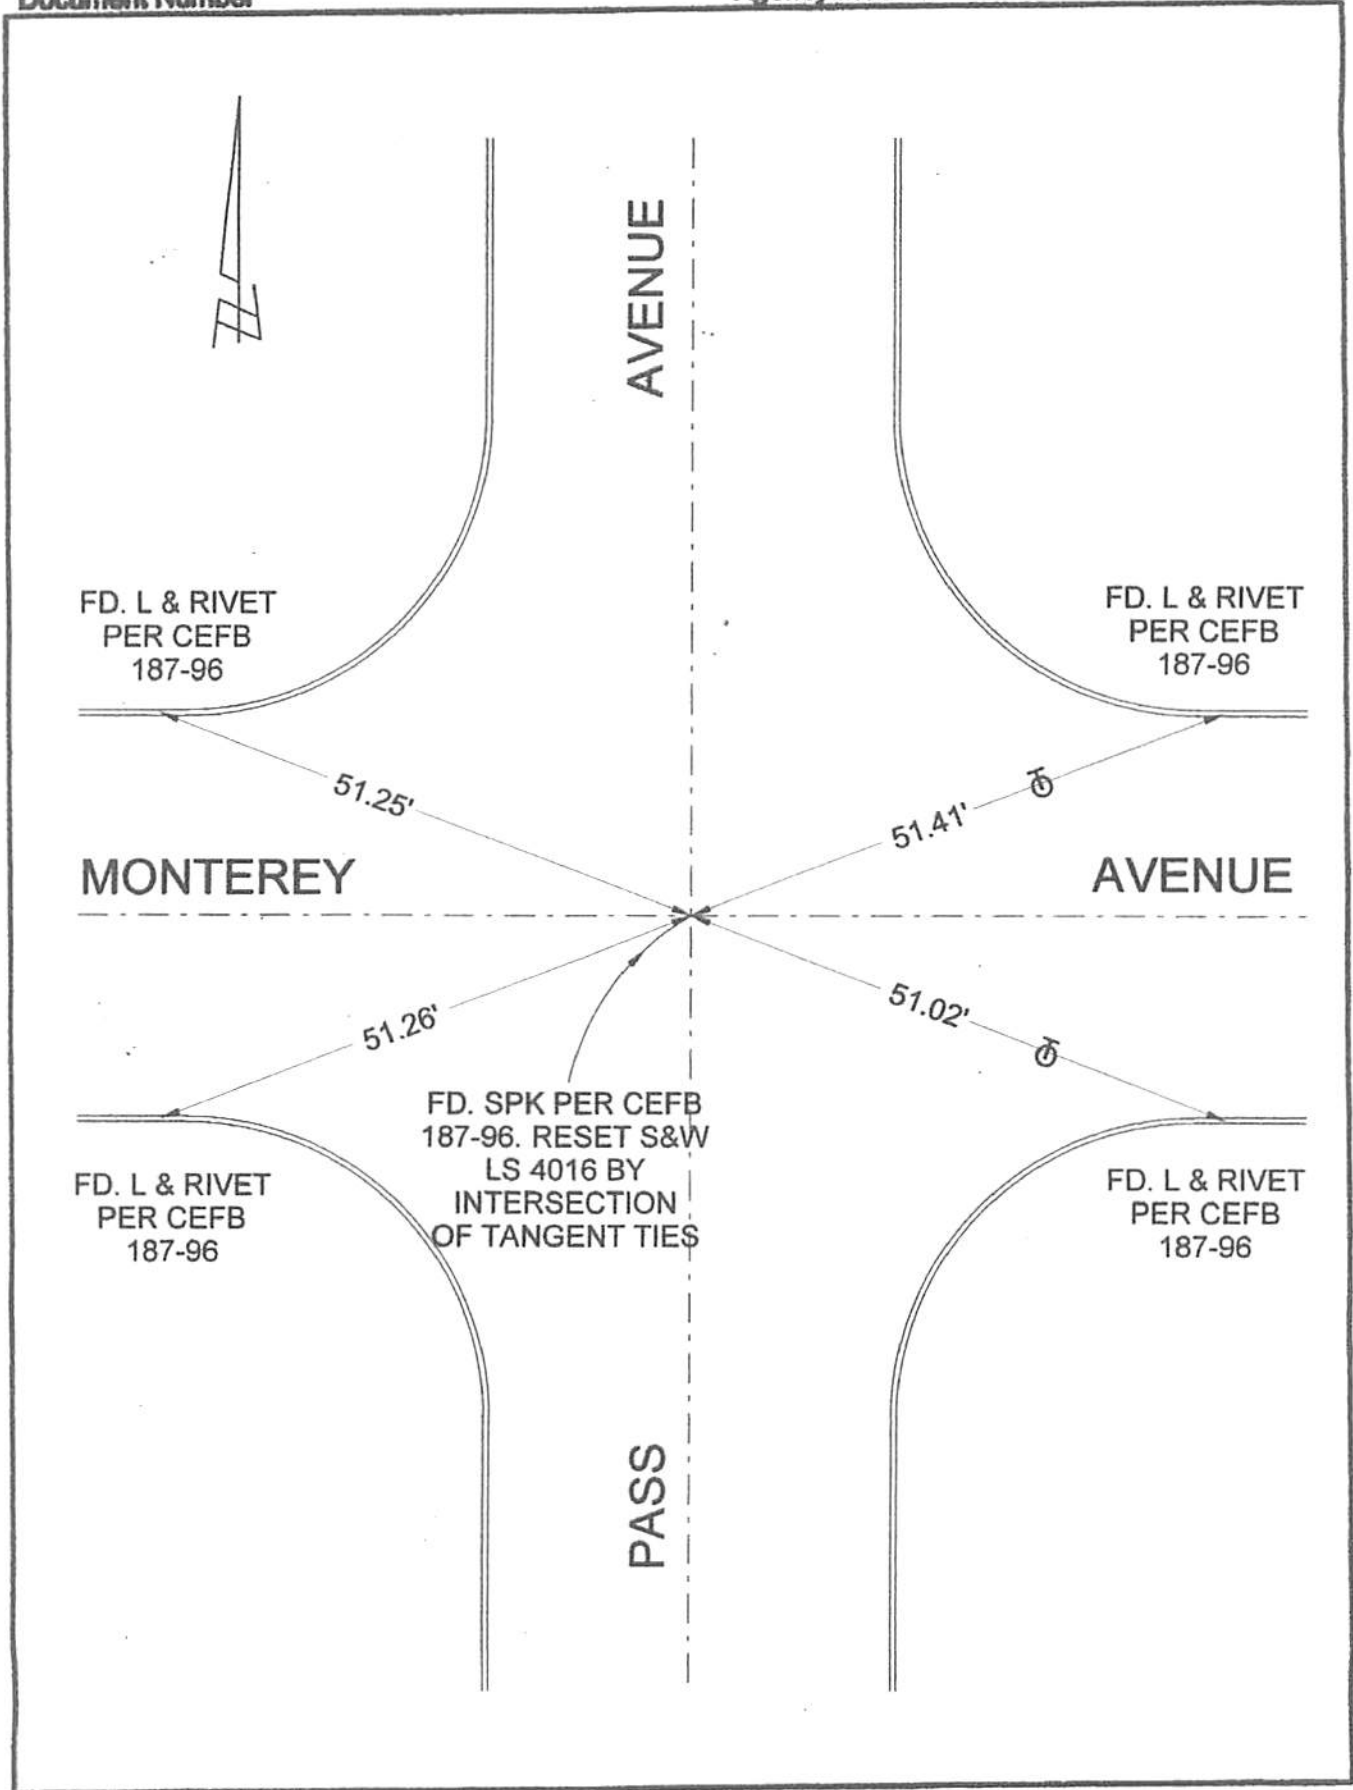 Document Number
AVENUE
FD. L & RIVET
PER CEFB
187-96
FD. L & RIVET
PER CEFB
187-96
51.25'
51.41'
MONTEREY
AVENUE
51.26'
51.02'
FD. SPK PER CEFB
187-96. RESET S&W
LS 4016 BY
INTERSECTION
OF TANGENT TIES
FD. L & RIVET
PER CEFB
187-96
FD. L & RIVET
PER CEFB
187-96
PASS